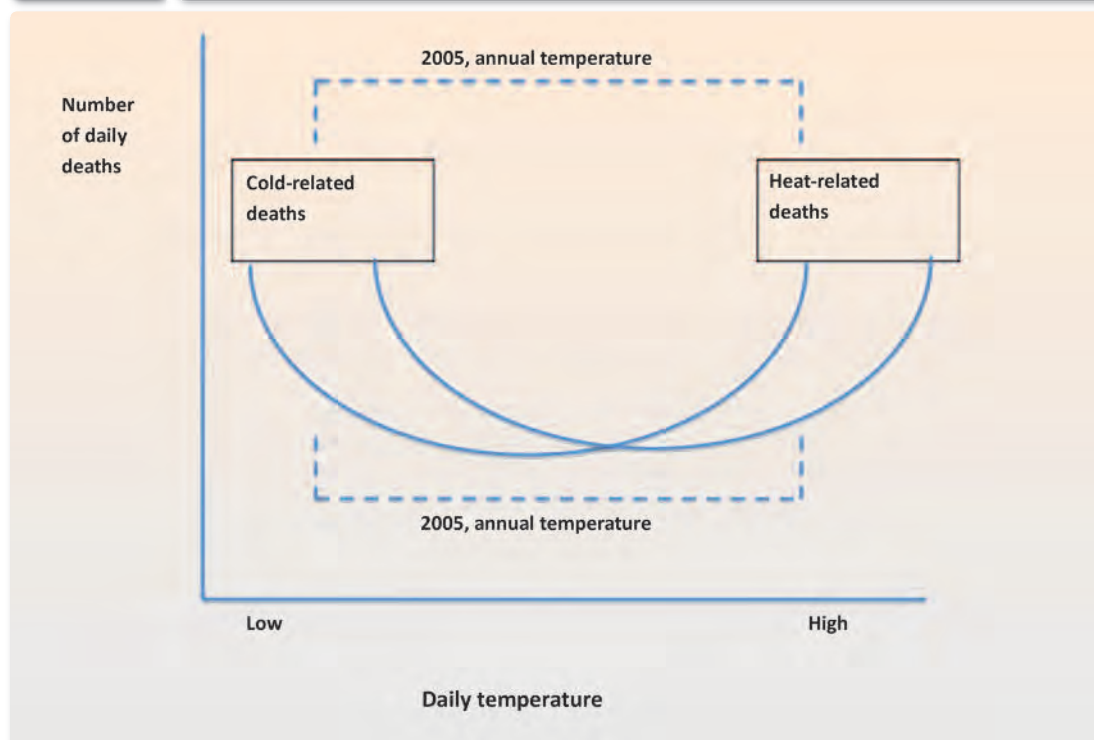 2005, annual temperature
Number
of daily
deaths
Cold-related
deaths
Heat-related
deaths
2005, annual temperature
Low
High
Daily temperature